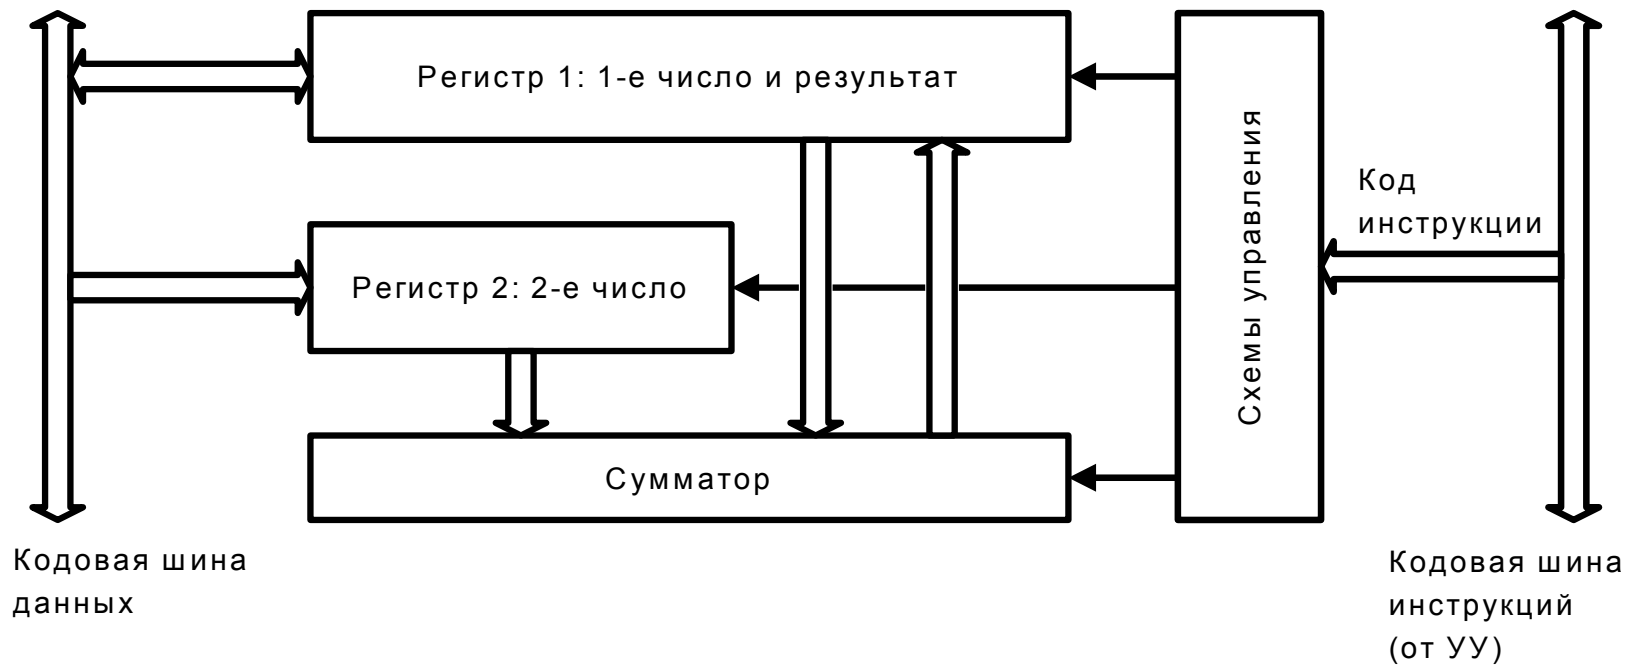 Регистр 1: 1-е число и результат
Схемы управления
Код
инструкции
Регистр 2: 2-е число
Сумматор
Кодовая шина
данных
Кодовая шина
инструкций
(от УУ)